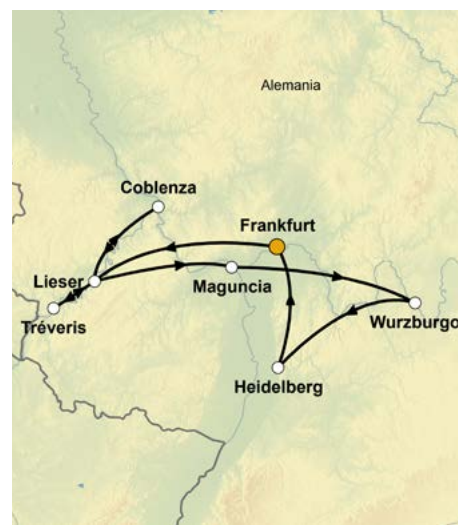 Alemania
Coblenza
Frankfurt
Lieser
Maguncia
Tréveris
Wurzburgo
Heidelberg